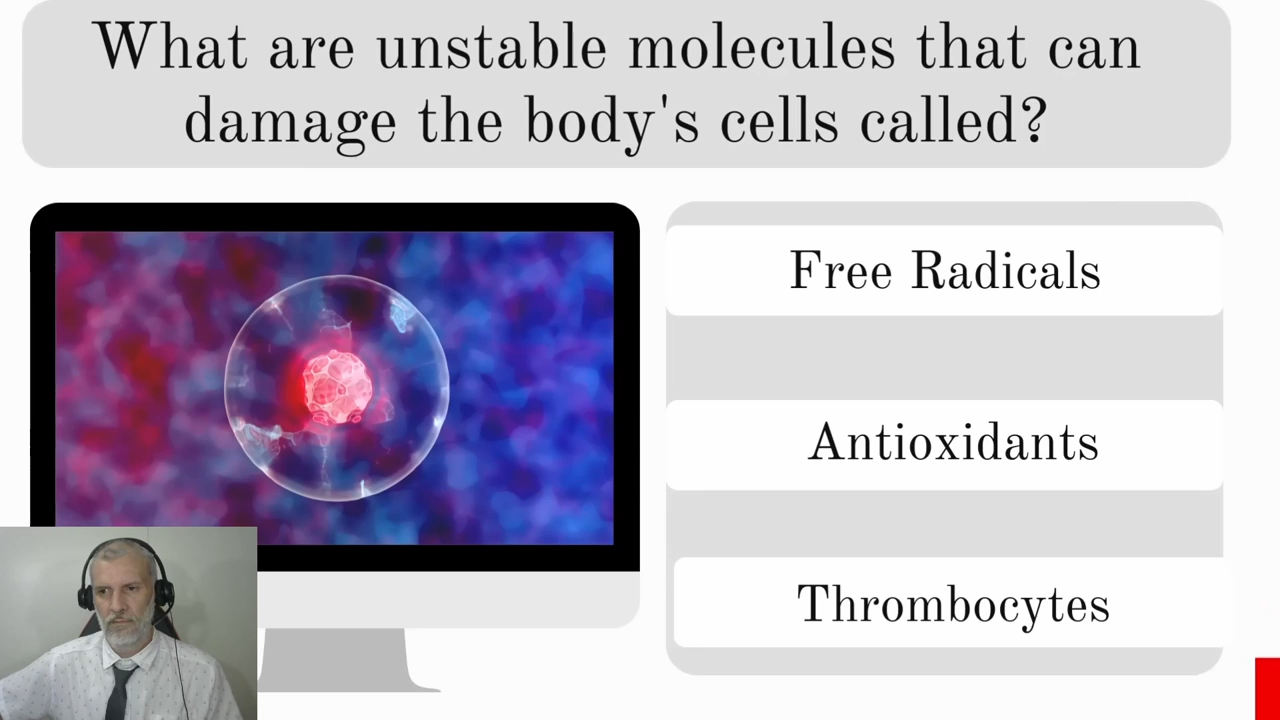 What are unstable molecules that can
damage the body's cells called?
Free Radicals
Antioxidants
Thrombocytes